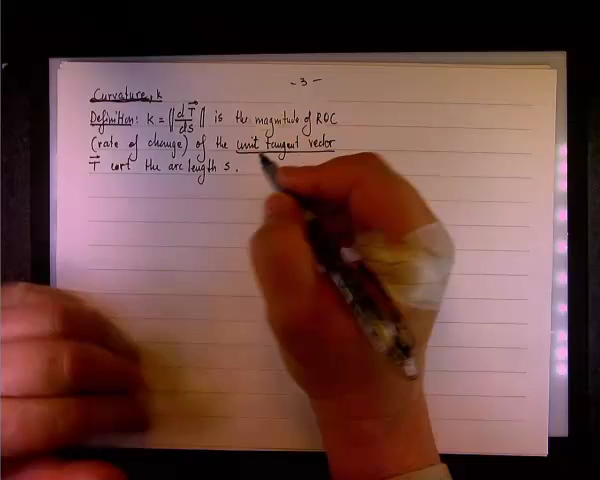 - 3 -
Curvature, k
Definition: k = ‖dT⃗/ds‖ is the magnitude of ROC
(rate of change) of the unit tangent vector
T⃗ wrt the arc length s.